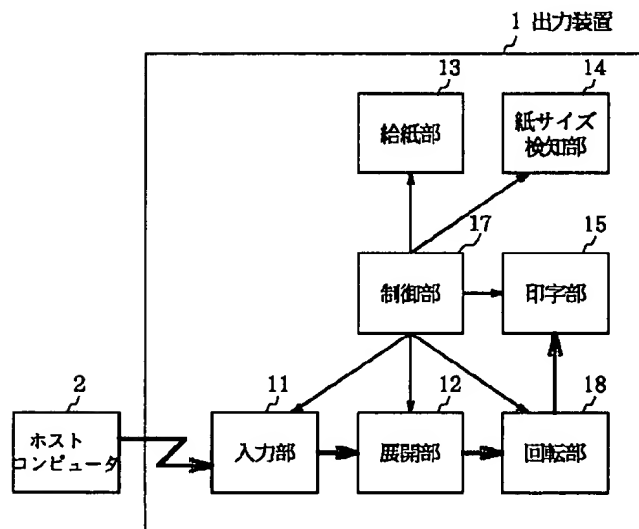 1 出力装置
13
14
給紙部
紙サイズ
検知部
17
15
制御部
印字部
2
11
12
18
ホスト
コンピュータ
入力部
展開部
回転部